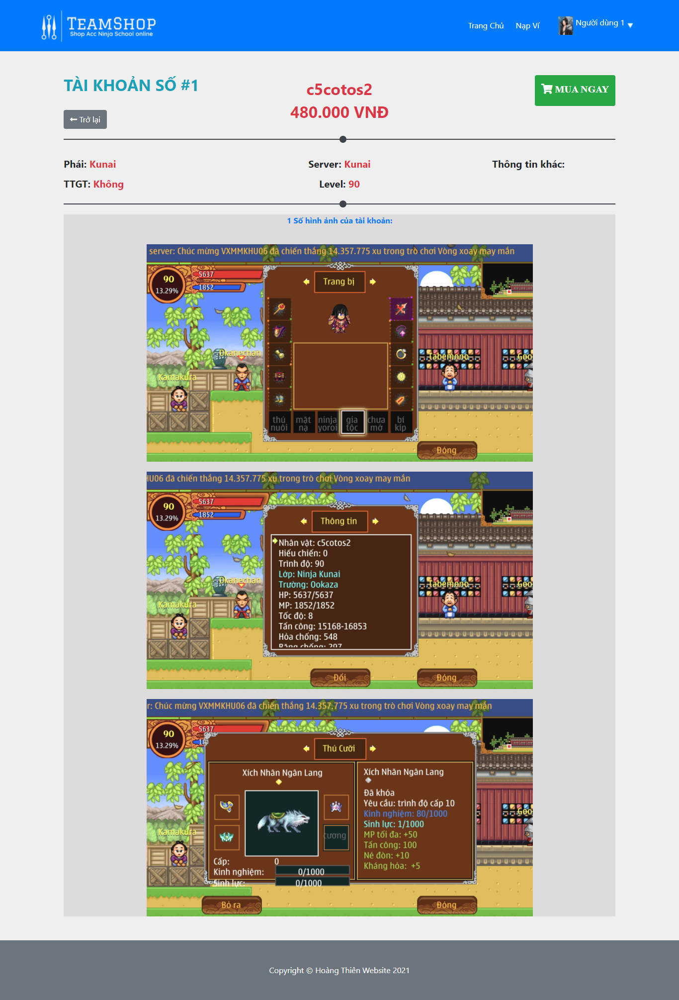 TEAMSHOP
Shop Acc Ninja School online
Trang Chủ
Nạp Ví
Người dùng 1
TÀI KHOẢN SỐ #1
c5cotos2
480.000 VNĐ
MUA NGAY
Trở lại
Phái: Kunai
Server: Kunai
Thông tin khác:
TTGT: Không
Level: 90
1 Số hình ảnh của tài khoản:
server: Chúc mừng VXMMKHU06 đã chiến thắng 14.357.775 xu trong trò chơi Vòng xoay may mắn
90
13.29%
5637
1852
Trang bị
Okanechan
Kamakura
Tabemono
Goo
thú nuôi
mặt nạ
ninja yoroi
gia tộc
chưa mở
bí kíp
Đóng
HU06 đã chiến thắng 14.357.775 xu trong trò chơi Vòng xoay may mắn
90
13.29%
5637
1852
Thông tin
Okanechan
Kamakura
Tabemono
Goo
Nhân vật: c5cotos2
Hiếu chiến: 0
Trình độ: 90
Lớp: Ninja Kunai
Trường: Ookaza
HP: 5637/5637
MP: 1852/1852
Tốc độ: 8
Tấn công: 15168-16853
Hỏa chống: 548
Băng chống: 297
Đổi
Đóng
r: Chúc mừng VXMMKHU06 đã chiến thắng 14.357.775 xu trong trò chơi Vòng xoay may mắn
90
13.29%
5637
18
Thú Cưỡi
Kamakura
Goo
Xích Nhãn Ngân Lang
cương
Cấp: 0
Kinh nghiệm: 0/1000
Sinh lực: 0/1000
Xích Nhãn Ngân Lang
Đã khóa
Yêu cầu: trình độ cấp 10
Kinh nghiệm: 80/1000
Sinh lực: 1/1000
MP tối đa: +50
Tấn công: 100
Né đòn: +10
Kháng hỏa: +5
Bỏ ra
Đóng
Copyright © Hoàng Thiên Website 2021